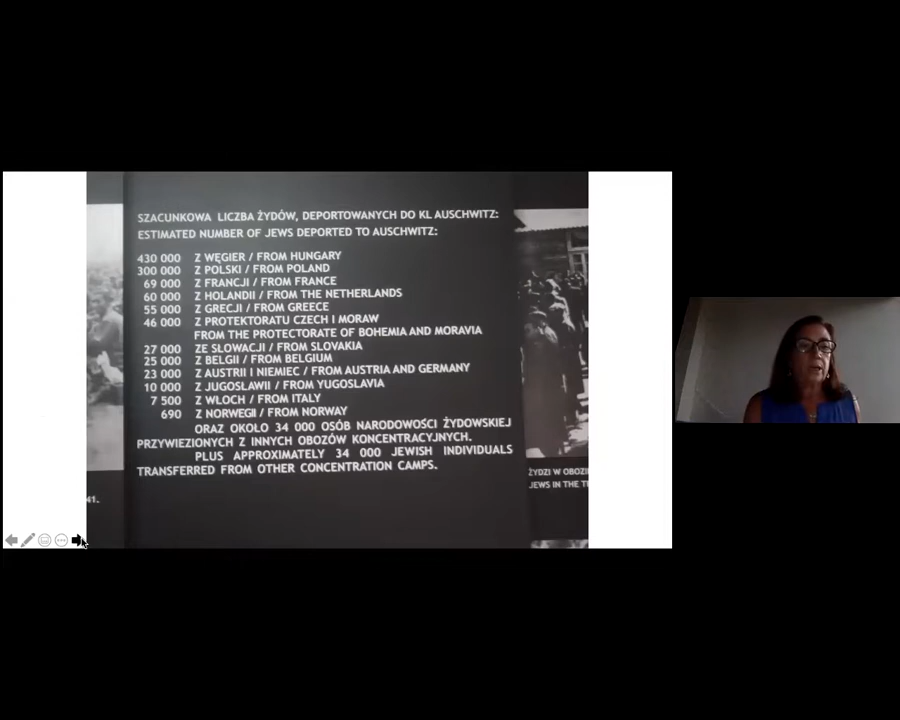 SZACUNKOWA LICZBA ŻYDÓW, DEPORTOWANYCH DO KL AUSCHWITZ:
ESTIMATED NUMBER OF JEWS DEPORTED TO AUSCHWITZ:
430 000 Z WĘGIER / FROM HUNGARY
300 000 Z POLSKI / FROM POLAND
69 000 Z FRANCJI / FROM FRANCE
60 000 Z HOLANDII / FROM THE NETHERLANDS
55 000 Z GRECJI / FROM GREECE
46 000 Z PROTEKTORATU CZECH I MORAW
FROM THE PROTECTORATE OF BOHEMIA AND MORAVIA
27 000 ZE SLOWACJI / FROM SLOVAKIA
25 000 Z BELGII / FROM BELGIUM
23 000 Z AUSTRII I NIEMIEC / FROM AUSTRIA AND GERMANY
10 000 Z JUGOSLAWII / FROM YUGOSLAVIA
7 500 Z WŁOCH / FROM ITALY
690 Z NORWEGII / FROM NORWAY
ORAZ OKOŁO 34 000 OSÓB NARODOWOŚCI ŻYDOWSKIEJ
PRZYWIEZIONYCH Z INNYCH OBOZÓW KONCENTRACYJNYCH.
PLUS APPROXIMATELY 34 000 JEWISH INDIVIDUALS
TRANSFERRED FROM OTHER CONCENTRATION CAMPS.
41.
ŻYDZI W OBOZI
JEWS IN THE